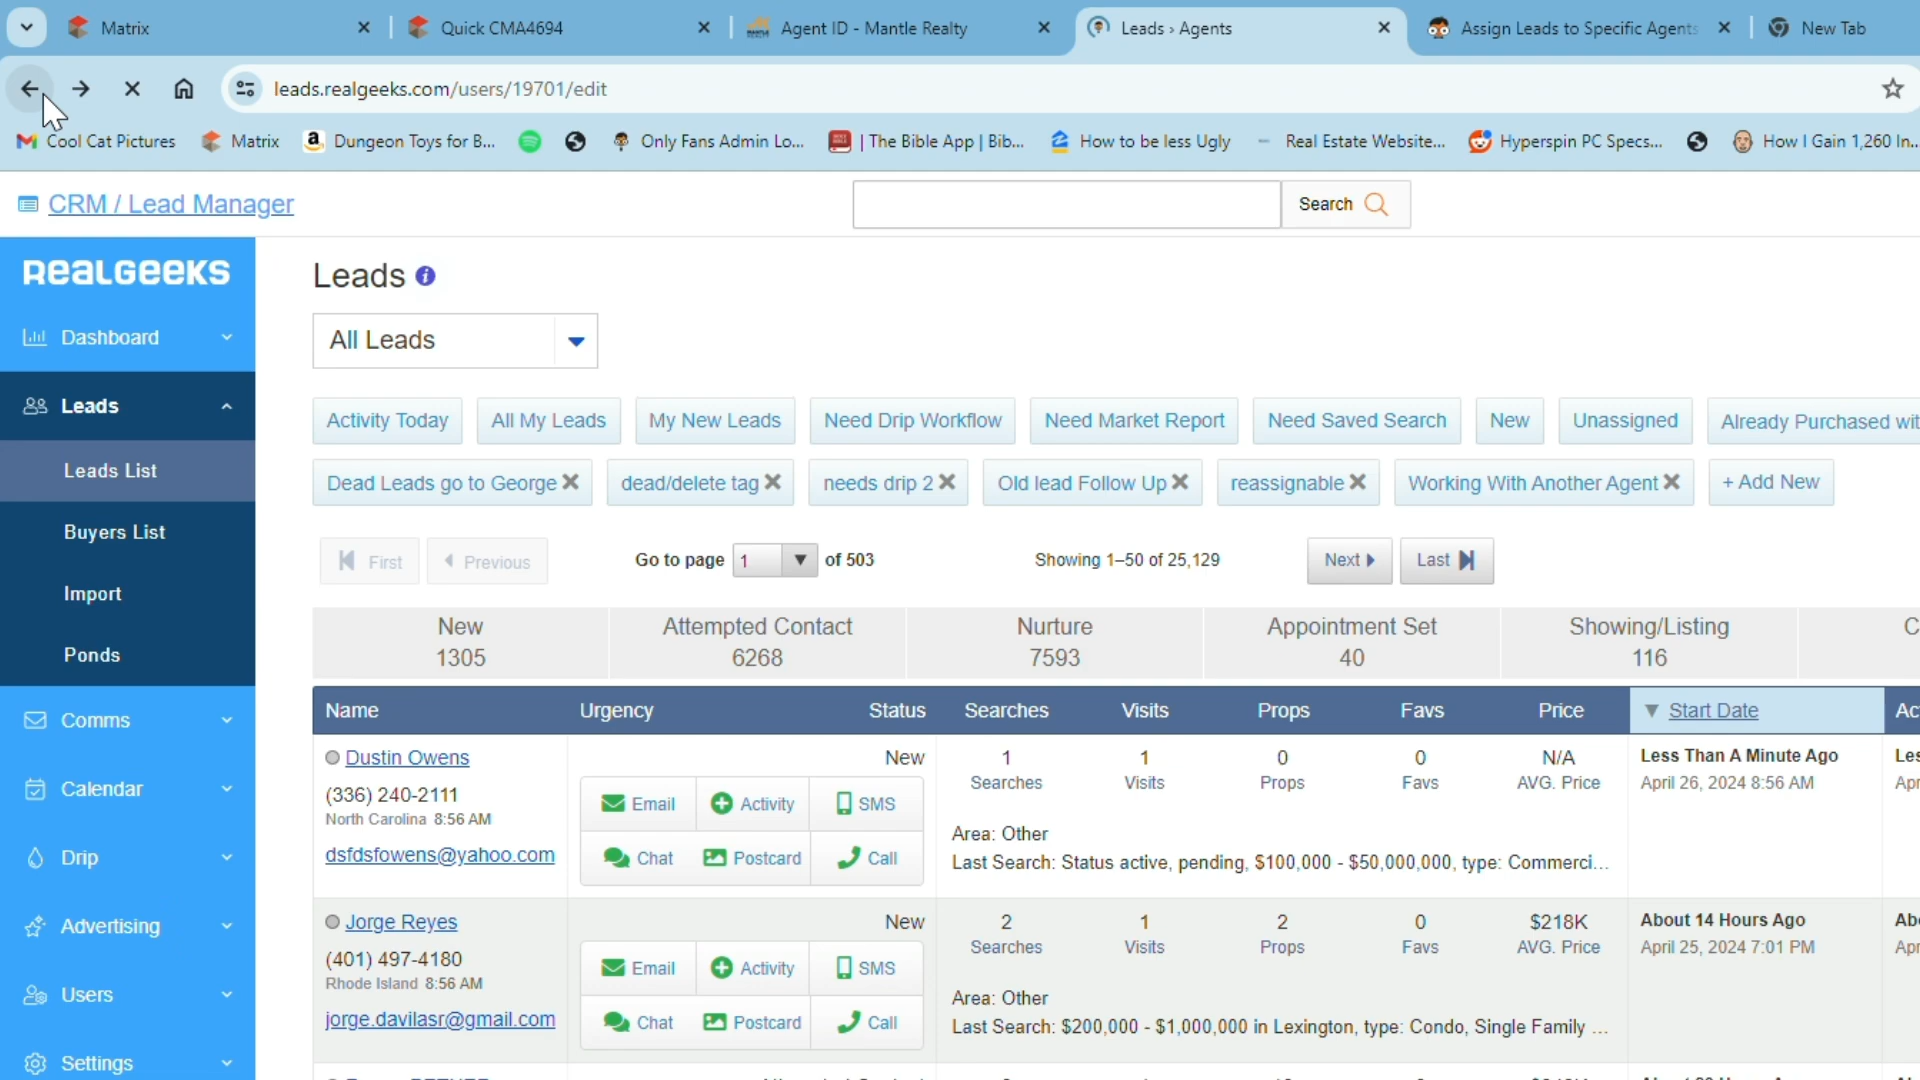 Matrix
Quick CMA4694
Agent ID - Mantle Realty
Leads › Agents
Assign Leads to Specific Agents
New Tab
leads.realgeeks.com/users/19701/edit
Cool Cat Pictures
Matrix
Dungeon Toys for B...
Only Fans Admin Lo...
| The Bible App | Bib...
How to be less Ugly
Real Estate Website...
Hyperspin PC Specs...
How I Gain 1,260 In...
CRM / Lead Manager
Search
REALGEEKS
Dashboard
Leads
Leads List
Buyers List
Import
Ponds
Comms
Calendar
Drip
Advertising
Users
Settings
Leads
All Leads
Activity Today
All My Leads
My New Leads
Need Drip Workflow
Need Market Report
Need Saved Search
New
Unassigned
Already Purchased wit
Dead Leads go to George
dead/delete tag
needs drip 2
Old lead Follow Up
reassignable
Working With Another Agent
+ Add New
First
Previous
Go to page 1 of 503
Showing 1–50 of 25,129
Next
Last
New
1305
Attempted Contact
6268
Nurture
7593
Appointment Set
40
Showing/Listing
116
C
Name Urgency Status Searches Visits Props Favs Price Start Date Ac
Dustin Owens
(336) 240-2111
North Carolina 8:56 AM
dsfdsfowens@yahoo.com
New
Email Activity SMS
Chat Postcard Call
1 1 0 0 N/A
Searches Visits Props Favs AVG. Price
Area: Other
Last Search: Status active, pending, $100,000 - $50,000,000, type: Commerci...
Less Than A Minute Ago
April 26, 2024 8:56 AM
Les
Apr
Jorge Reyes
(401) 497-4180
Rhode Island 8:56 AM
jorge.davilasr@gmail.com
New
Email Activity SMS
Chat Postcard Call
2 1 2 0 $218K
Searches Visits Props Favs AVG. Price
Area: Other
Last Search: $200,000 - $1,000,000 in Lexington, type: Condo, Single Family ...
About 14 Hours Ago
April 25, 2024 7:01 PM
Abo
Apr